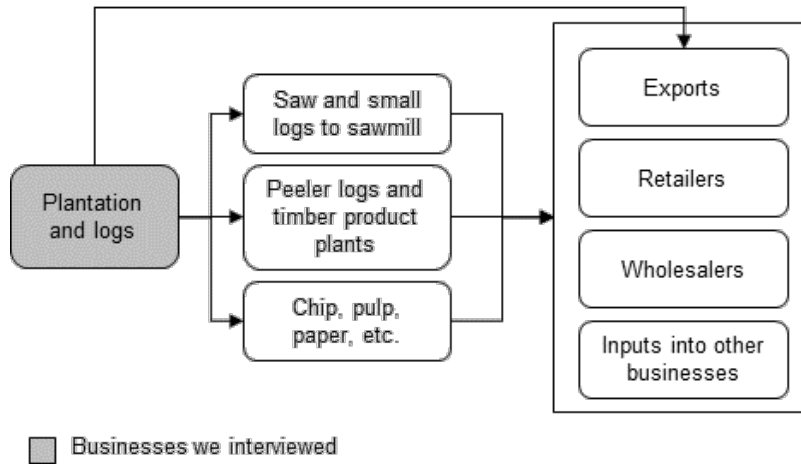 Plantation
and logs
Saw and small
logs to sawmill
Peeler logs and
timber product
plants
Chip, pulp,
paper, etc.
Exports
Retailers
Wholesalers
Inputs into other
businesses
Businesses we interviewed